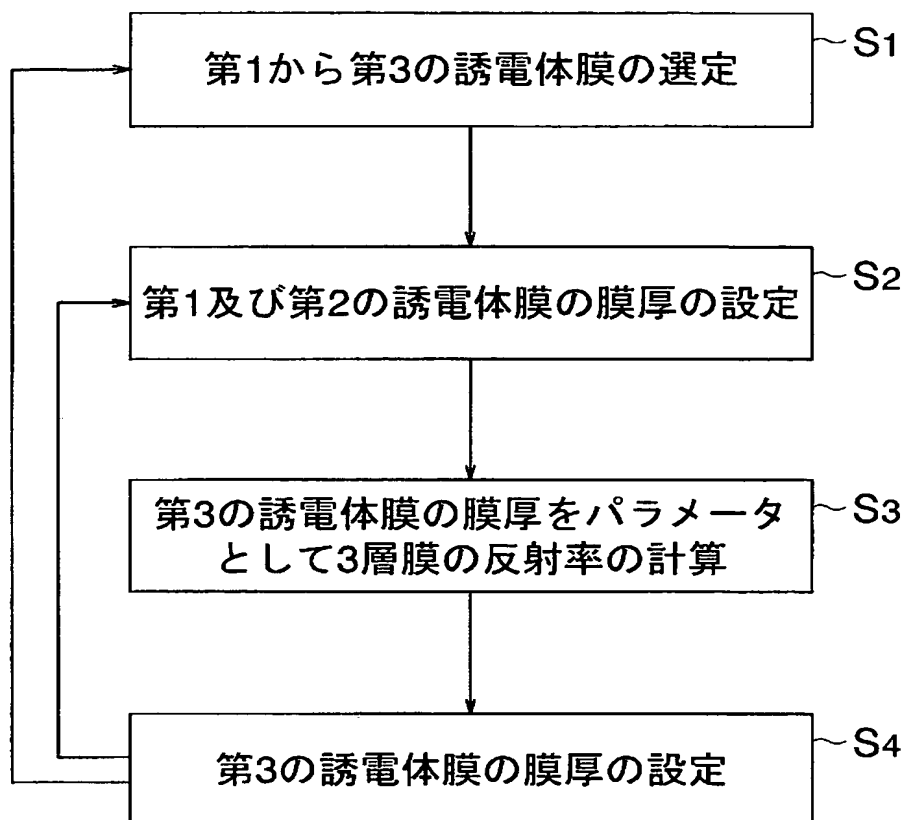 第1から第3の誘電体膜の選定
S1
第1及び第2の誘電体膜の膜厚の設定
S2
第3の誘電体膜の膜厚をパラメータ
として3層膜の反射率の計算
S3
第3の誘電体膜の膜厚の設定
S4